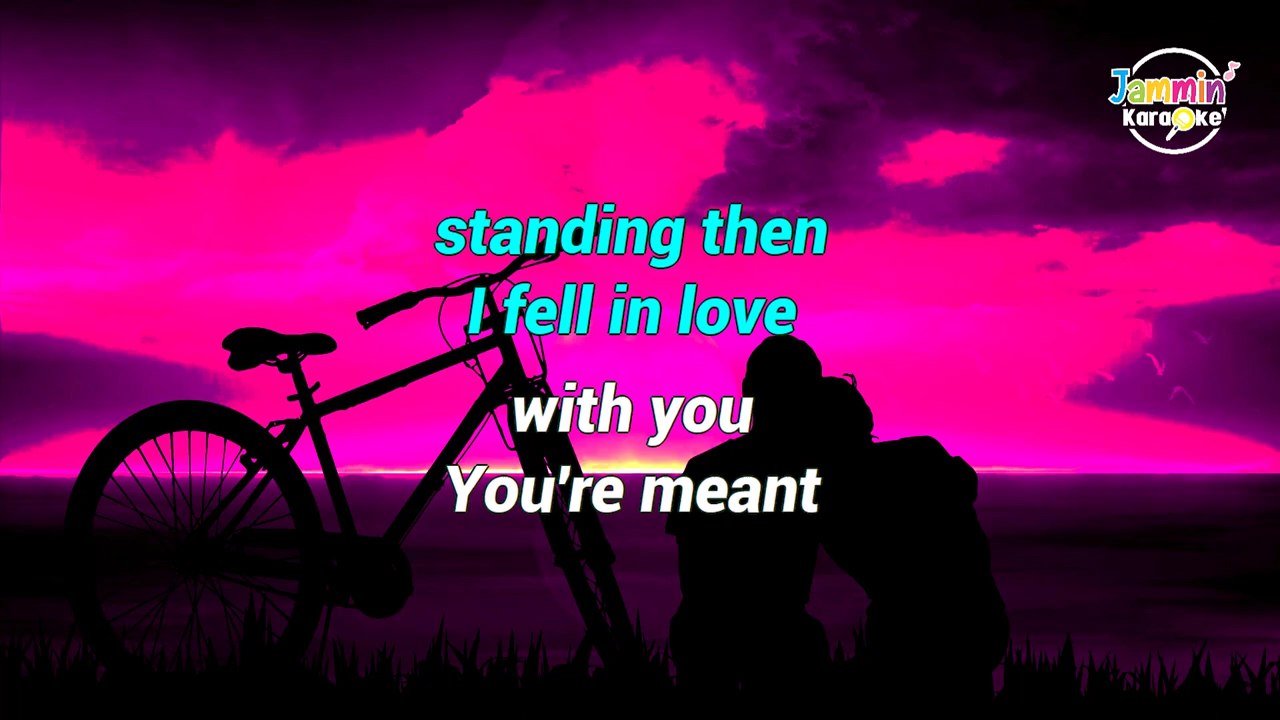 Jammin'
Karaoke
standing then
I fell in love
with you
You're meant